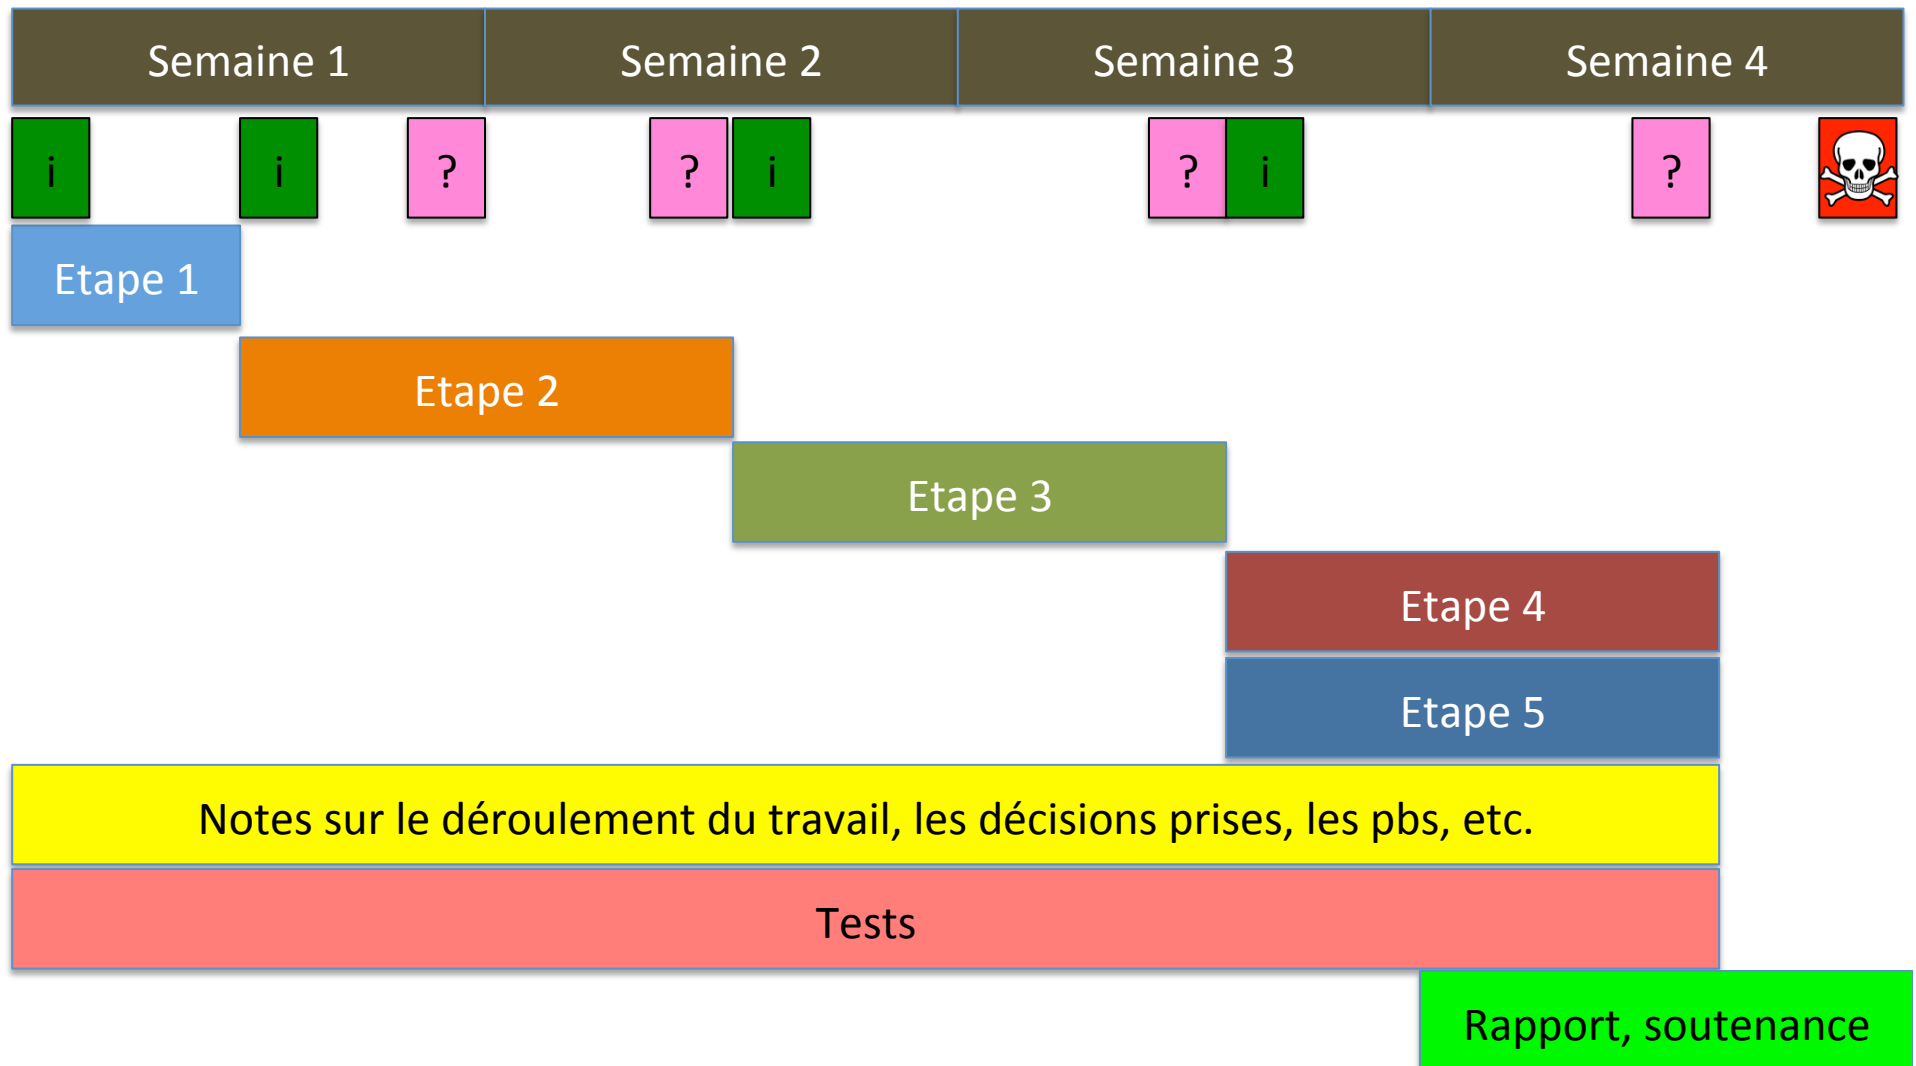 Semaine 1
Semaine 2
Semaine 3
Semaine 4
i
i
?
?
i
?
i
?
Etape 1
Etape 2
Etape 3
Etape 4
Etape 5
Notes sur le déroulement du travail, les décisions prises, les pbs, etc.
Tests
Rapport, soutenance